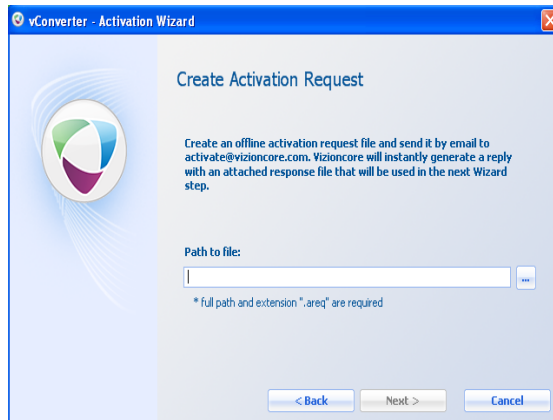 vConverter - Activation Wizard
Create Activation Request
Create an offline activation request file and send it by email to
activate@vizioncore.com. Vizioncore will instantly generate a reply
with an attached response file that will be used in the next Wizard
step.
Path to file:
...
* full path and extension ".areq" are required
< Back Next > Cancel